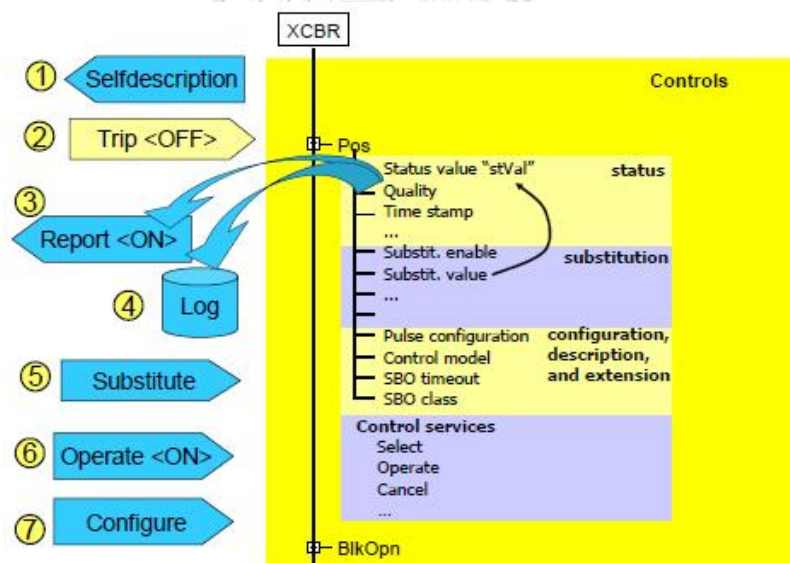 XCBR
Controls
① Selfdescription
② Trip <OFF>
③
Report <ON>
④ Log
⑤ Substitute
⑥ Operate <ON>
⑦ Configure
Pos
Status value "stVal" status
Quality
Time stamp
...
Substit. enable
Substit. value substitution
...
Pulse configuration configuration,
Control model description,
SBO timeout and extension
SBO class
Control services
Select
Operate
Cancel
...
BlkOpn